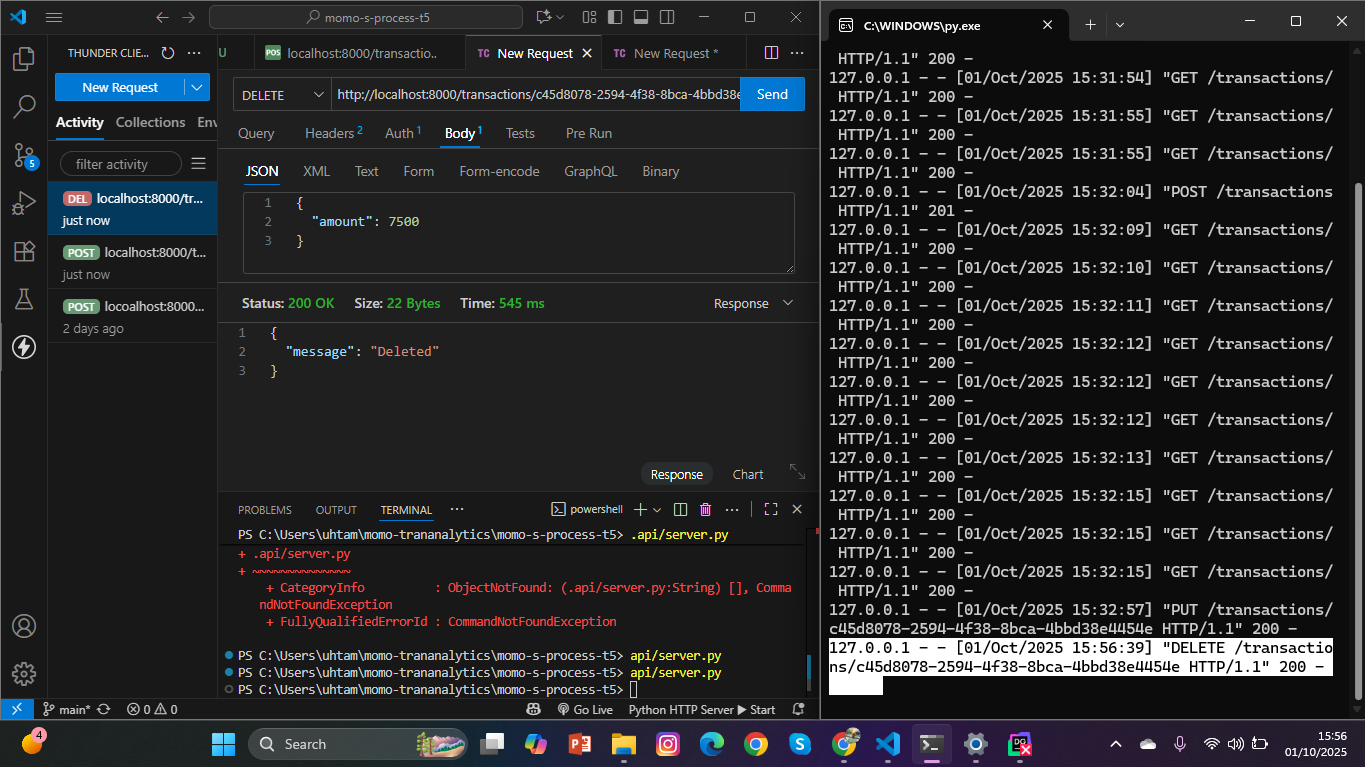 momo-s-process-t5
THUNDER CLIE...
New Request
Activity
Collections
Env
filter activity
DEL localhost:8000/tr...
just now
POST localhost:8000/t...
just now
POST locoalhost:8000...
2 days ago
U
POS localhost:8000/transactio..
TC New Request
TC New Request *
DELETE
http://localhost:8000/transactions/c45d8078-2594-4f38-8bca-4bbd38e
Send
Query
Headers 2
Auth 1
Body 1
Tests
Pre Run
JSON
XML
Text
Form
Form-encode
GraphQL
Binary
1 {
2 "amount": 7500
3 }
Status: 200 OK Size: 22 Bytes Time: 545 ms
Response
1 {
2 "message": "Deleted"
3 }
Response
Chart
PROBLEMS
OUTPUT
TERMINAL
powershell
PS C:\Users\uhtam\momo-trananalytics\momo-s-process-t5> .api/server.py
+ .api/server.py
+ ~~~~~~~~~~~~~~
+ CategoryInfo : ObjectNotFound: (.api/server.py:String) [], Comma
ndNotFoundException
+ FullyQualifiedErrorId : CommandNotFoundException
PS C:\Users\uhtam\momo-trananalytics\momo-s-process-t5> api/server.py
PS C:\Users\uhtam\momo-trananalytics\momo-s-process-t5> api/server.py
PS C:\Users\uhtam\momo-trananalytics\momo-s-process-t5>
5
main*
0
0
Go Live
Python HTTP Server
Start
C:\WINDOWS\py.exe
HTTP/1.1" 200 -
127.0.0.1 - - [01/Oct/2025 15:31:54] "GET /transactions/
HTTP/1.1" 200 -
127.0.0.1 - - [01/Oct/2025 15:31:55] "GET /transactions/
HTTP/1.1" 200 -
127.0.0.1 - - [01/Oct/2025 15:31:55] "GET /transactions/
HTTP/1.1" 200 -
127.0.0.1 - - [01/Oct/2025 15:32:04] "POST /transactions
HTTP/1.1" 201 -
127.0.0.1 - - [01/Oct/2025 15:32:09] "GET /transactions/
HTTP/1.1" 200 -
127.0.0.1 - - [01/Oct/2025 15:32:10] "GET /transactions/
HTTP/1.1" 200 -
127.0.0.1 - - [01/Oct/2025 15:32:11] "GET /transactions/
HTTP/1.1" 200 -
127.0.0.1 - - [01/Oct/2025 15:32:12] "GET /transactions/
HTTP/1.1" 200 -
127.0.0.1 - - [01/Oct/2025 15:32:12] "GET /transactions/
HTTP/1.1" 200 -
127.0.0.1 - - [01/Oct/2025 15:32:12] "GET /transactions/
HTTP/1.1" 200 -
127.0.0.1 - - [01/Oct/2025 15:32:13] "GET /transactions/
HTTP/1.1" 200 -
127.0.0.1 - - [01/Oct/2025 15:32:15] "GET /transactions/
HTTP/1.1" 200 -
127.0.0.1 - - [01/Oct/2025 15:32:15] "GET /transactions/
HTTP/1.1" 200 -
127.0.0.1 - - [01/Oct/2025 15:32:15] "GET /transactions/
HTTP/1.1" 200 -
127.0.0.1 - - [01/Oct/2025 15:32:57] "PUT /transactions/
c45d8078-2594-4f38-8bca-4bbd38e4454e HTTP/1.1" 200 -
127.0.0.1 - - [01/Oct/2025 15:56:39] "DELETE /transactio
ns/c45d8078-2594-4f38-8bca-4bbd38e4454e HTTP/1.1" 200 -
4
Search
DG
15:56
01/10/2025